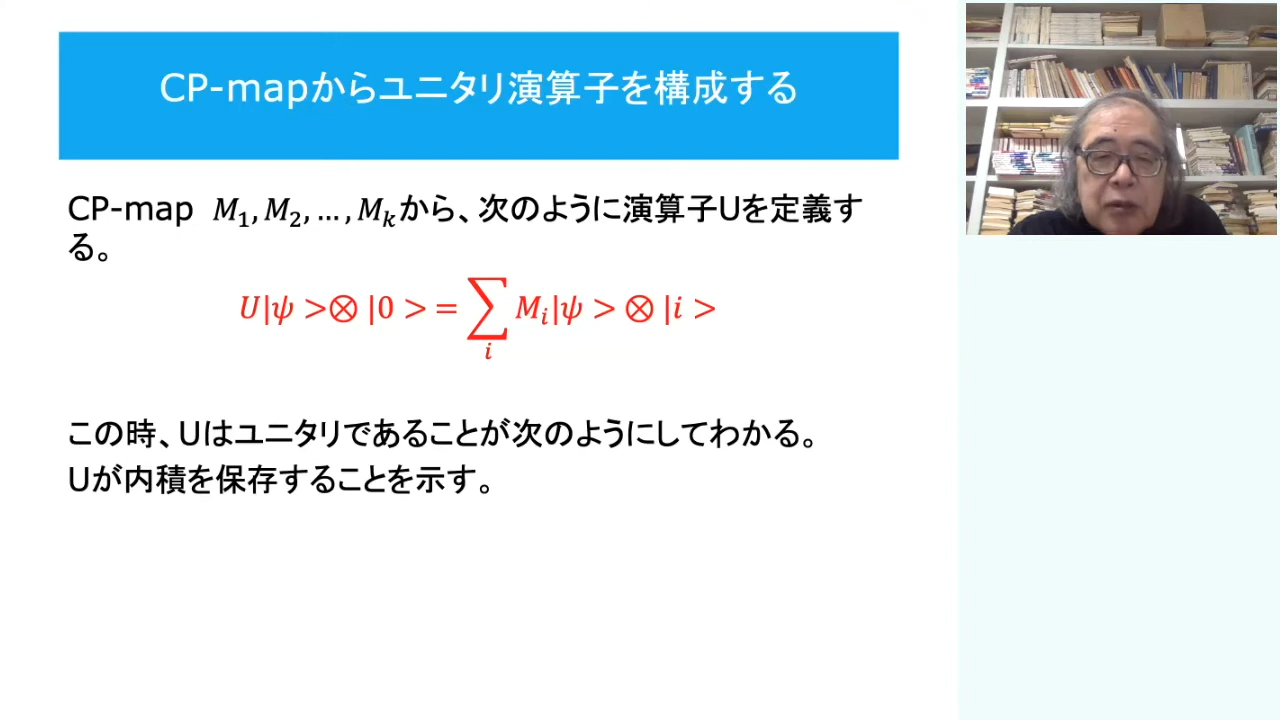 CP-mapからユニタリ演算子を構成する
CP-map M₁, M₂, … , Mₖから、次のように演算子Uを定義す
る。
U|ψ >⊗ |0 > = ∑ᵢ Mᵢ|ψ > ⊗ |i >
この時、Uはユニタリであることが次のようにしてわかる。
Uが内積を保存することを示す。